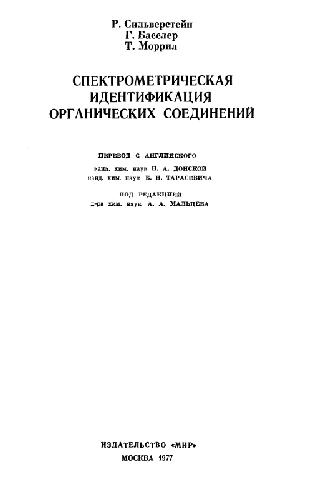 Р. Сильверстейн
Г. Басслер
Т. Моррил
СПЕКТРОМЕТРИЧЕСКАЯ
ИДЕНТИФИКАЦИЯ
ОРГАНИЧЕСКИХ СОЕДИНЕНИЙ
ПЕРЕВОД С АНГЛИЙСКОГО
канд. хим. наук Н. А. ДОНСКОЙ
канд. хим. наук Б. Н. ТАРАСЕВИЧА
ПОД РЕДАКЦИЕЙ
хим. наук А. А. МАЛЬЦЕВА
ИЗДАТЕЛЬСТВО «МИР»
МОСКВА 1977